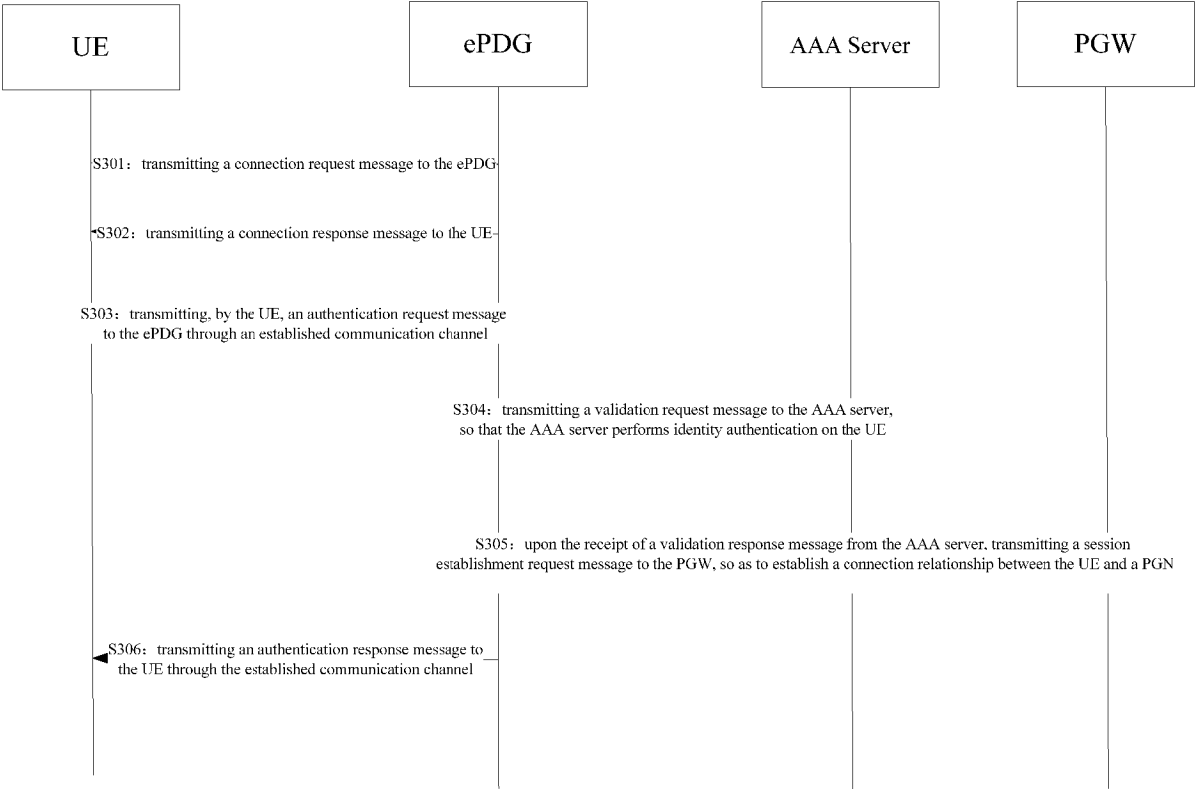 UE
ePDG
AAA Server
PGW
S301：transmitting a connection request message to the ePDG
S302：transmitting a connection response message to the UE
S303：transmitting, by the UE, an authentication request message
to the ePDG through an established communication channel
S304：transmitting a validation request message to the AAA server,
so that the AAA server performs identity authentication on the UE
S305：upon the receipt of a validation response message from the AAA server, transmitting a session
establishment request message to the PGW, so as to establish a connection relationship between the UE and a PGN
S306：transmitting an authentication response message to
the UE through the established communication channel